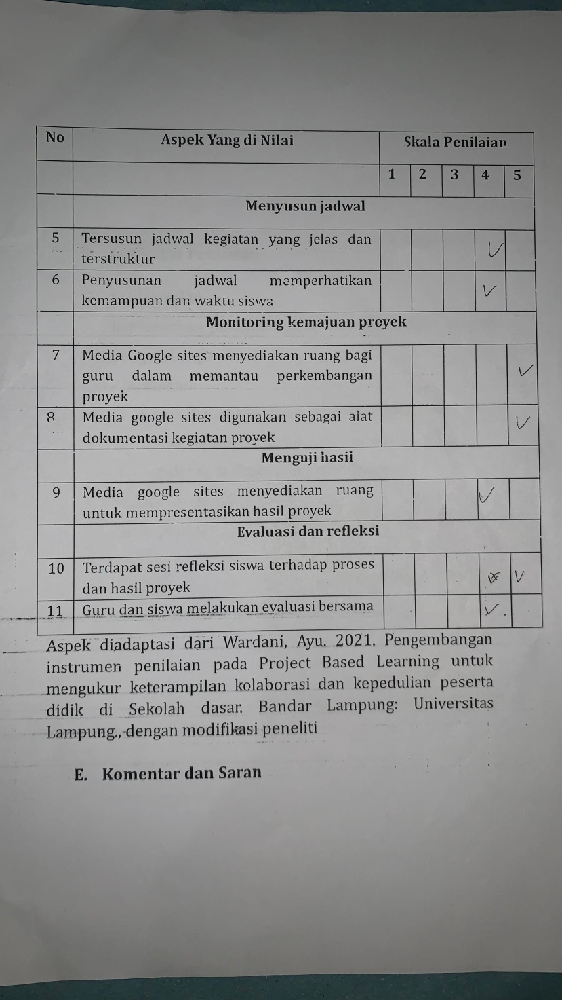 No Aspek Yang di Nilai Skala Penilaian
1 2 3 4 5
Menyusun jadwal
5 Tersusun jadwal kegiatan yang jelas dan ✓
terstruktur
6 Penyusunan jadwal memperhatikan ✓
kemampuan dan waktu siswa
Monitoring kemajuan proyek
7 Media Google sites menyediakan ruang bagi ✓
guru dalam memantau perkembangan
proyek
8 Media google sites digunakan sebagai alat ✓
dokumentasi kegiatan proyek
Menguji hasil
9 Media google sites menyediakan ruang ✓
untuk mempresentasikan hasil proyek
Evaluasi dan refleksi
10 Terdapat sesi refleksi siswa terhadap proses ✓
dan hasil proyek
11 Guru dan siswa melakukan evaluasi bersama ✓
Aspek diadaptasi dari Wardani, Ayu. 2021. Pengembangan
instrumen penilaian pada Project Based Learning untuk
mengukur keterampilan kolaborasi dan kepedulian peserta
didik di Sekolah dasar. Bandar Lampung: Universitas
Lampung., dengan modifikasi peneliti
E. Komentar dan Saran